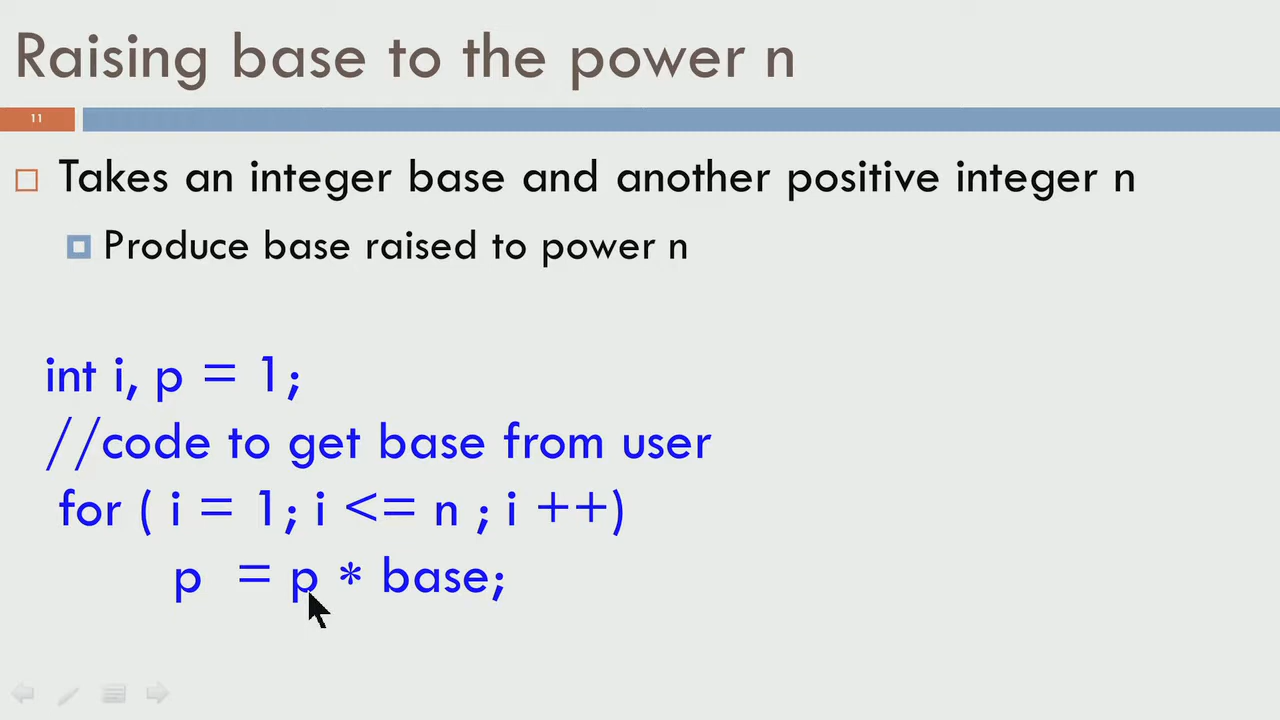 Raising base to the power n
11
Takes an integer base and another positive integer n
Produce base raised to power n
int i, p = 1;
//code to get base from user
for ( i = 1; i <= n ; i ++)
p = p * base;